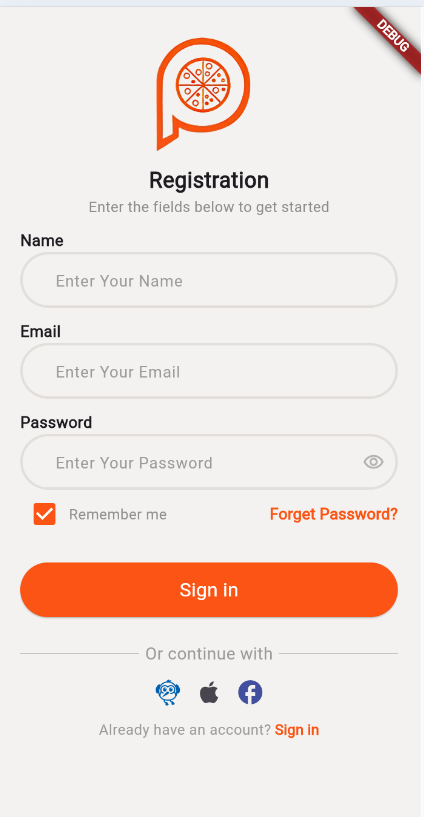 DEBUG
Registration
Enter the fields below to get started
Name
Enter Your Name
Email
Enter Your Email
Password
Enter Your Password
Remember me Forget Password?
Sign in
Or continue with
Already have an account? Sign in